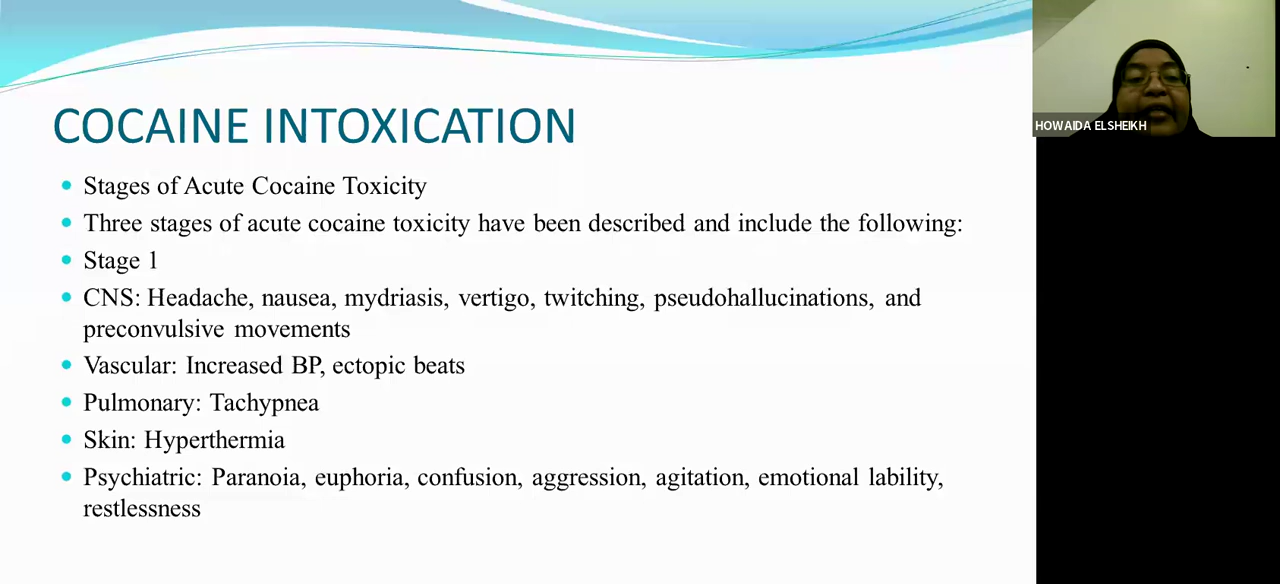 COCAINE INTOXICATION
Stages of Acute Cocaine Toxicity
Three stages of acute cocaine toxicity have been described and include the following:
Stage 1
CNS: Headache, nausea, mydriasis, vertigo, twitching, pseudohallucinations, and
preconvulsive movements
Vascular: Increased BP, ectopic beats
Pulmonary: Tachypnea
Skin: Hyperthermia
Psychiatric: Paranoia, euphoria, confusion, aggression, agitation, emotional lability,
restlessness
HOWAIDA ELSHEIKH